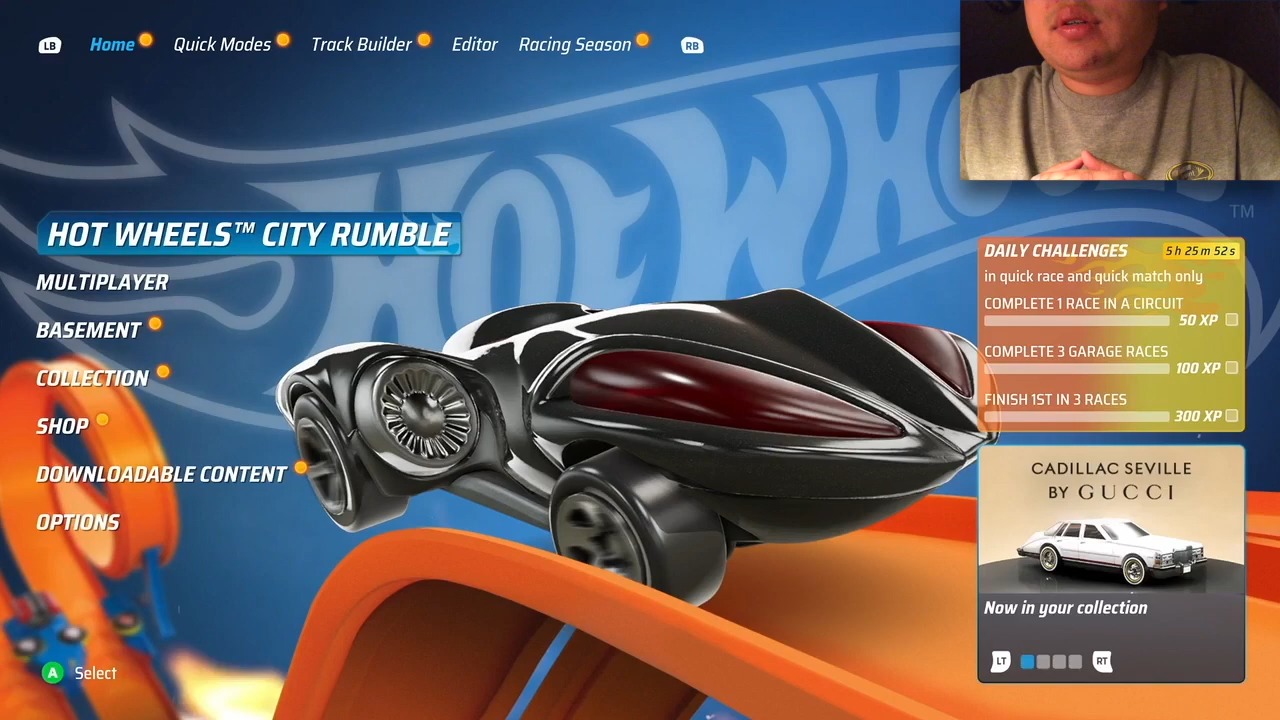 LB Home Quick Modes Track Builder Editor Racing Season RB
HOT WHEELS
TM
HOT WHEELS™ CITY RUMBLE
MULTIPLAYER
BASEMENT
COLLECTION
SHOP
DOWNLOADABLE CONTENT
OPTIONS
A Select
DAILY CHALLENGES 5 h 25 m 52 s
in quick race and quick match only
COMPLETE 1 RACE IN A CIRCUIT
50 XP
COMPLETE 3 GARAGE RACES
100 XP
FINISH 1ST IN 3 RACES
300 XP
CADILLAC SEVILLE
BY GUCCI
Now in your collection
LT RT